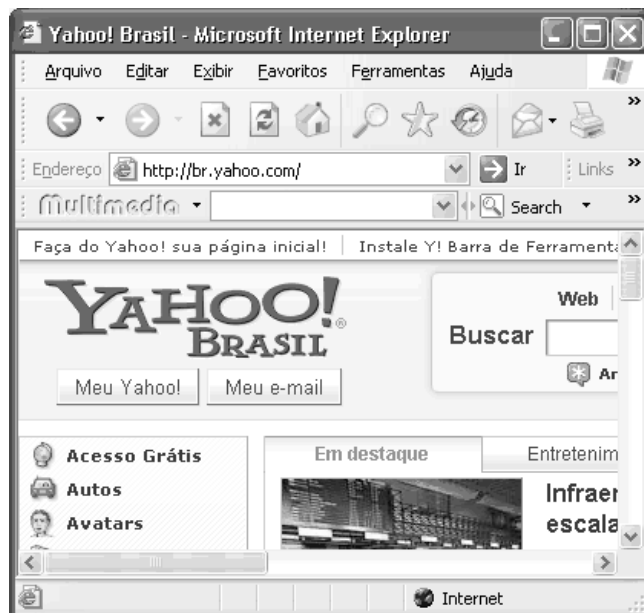 Yahoo! Brasil - Microsoft Internet Explorer
Arquivo Editar Exibir Favoritos Ferramentas Ajuda
Endereço http://br.yahoo.com/ Ir Links
Multimedia Search
Faça do Yahoo! sua página inicial! Instale Y! Barra de Ferramenta
YAHOO!®
BRASIL
Web
Buscar
Ar
Meu Yahoo! Meu e-mail
Acesso Grátis
Autos
Avatars
Em destaque Entretenim
Infraer
escala
Internet